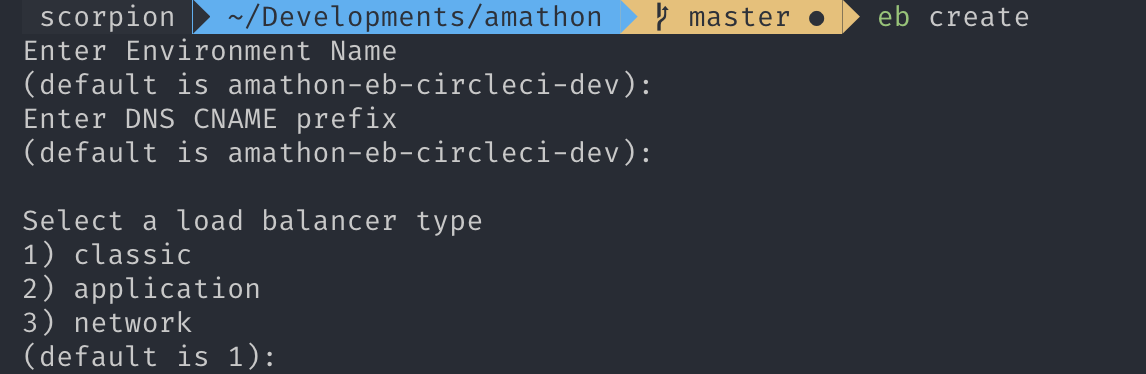 scorpion ~/Developments/amathon master ● eb create
Enter Environment Name
(default is amathon-eb-circleci-dev):
Enter DNS CNAME prefix
(default is amathon-eb-circleci-dev):
Select a load balancer type
1) classic
2) application
3) network
(default is 1):